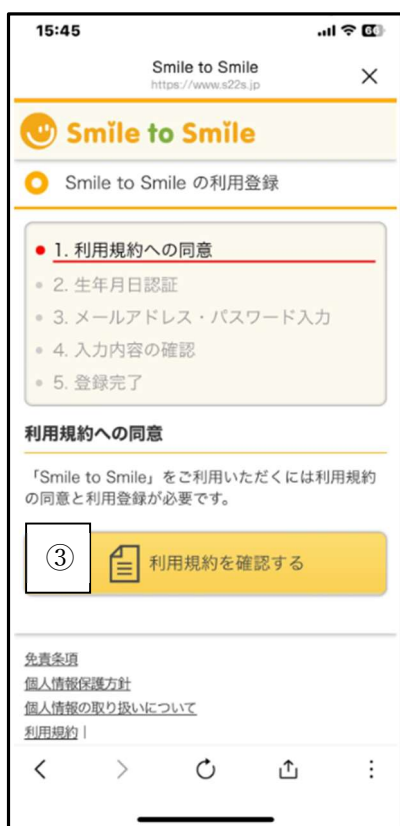 15:45
66
Smile to Smile
https://www.s22s.jp
Smile to Smile
Smile to Smile の利用登録
1. 利用規約への同意
2. 生年月日認証
3. メールアドレス・パスワード入力
4. 入力内容の確認
5. 登録完了
利用規約への同意
「Smile to Smile」をご利用いただくには利用規約
の同意と利用登録が必要です。
③ 利用規約を確認する
免責条項
個人情報保護方針
個人情報の取り扱いについて
利用規約 |